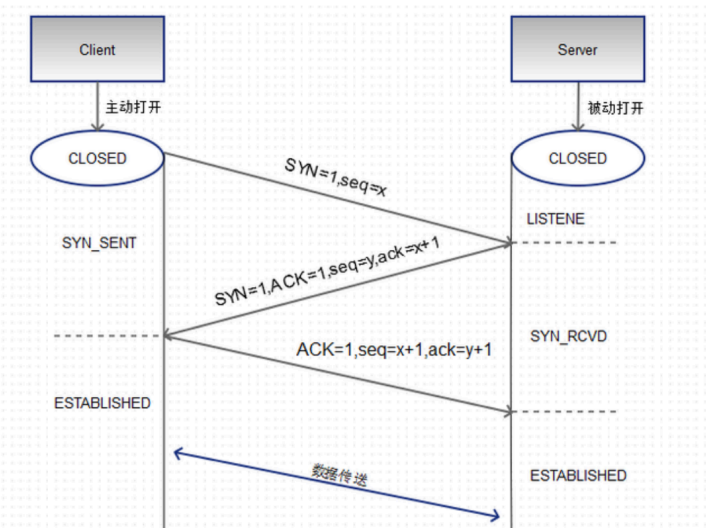 Client
Server
主动打开
被动打开
CLOSED
CLOSED
SYN=1,seq=x
LISTENE
SYN_SENT
SYN=1,ACK=1,seq=y,ack=x+1
SYN_RCVD
ACK=1,seq=x+1,ack=y+1
ESTABLISHED
数据传送
ESTABLISHED